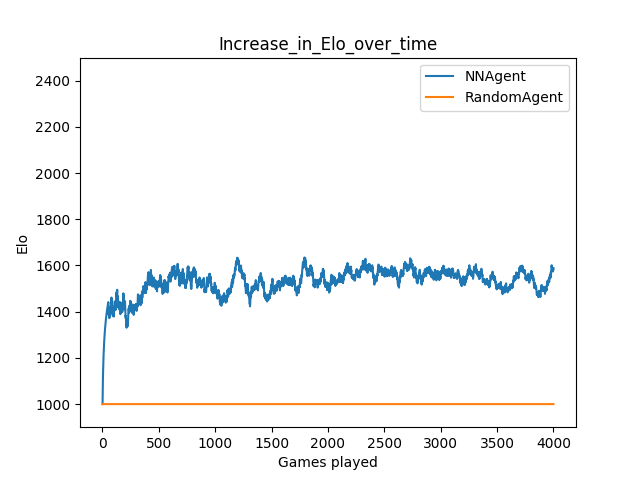 Increase_in_Elo_over_time
NNAgent
RandomAgent
2400
2200
2000
1800
1600
1400
1200
1000
Elo
0 500 1000 1500 2000 2500 3000 3500 4000
Games played